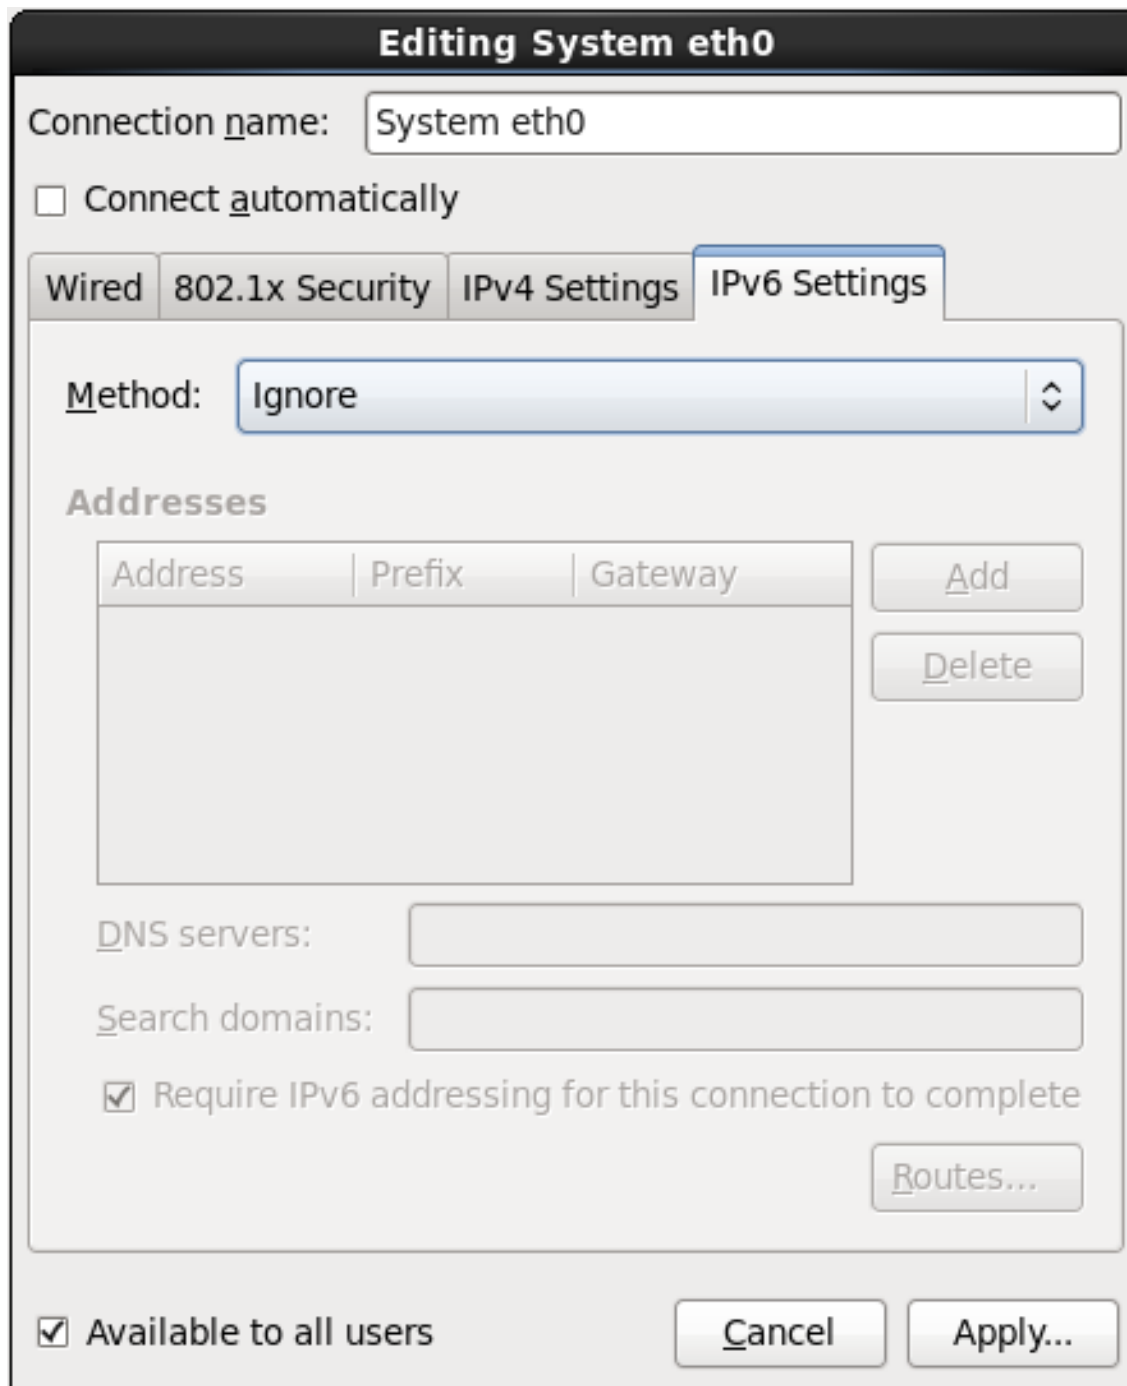 Editing System eth0
Connection name: System eth0
Connect automatically
Wired 802.1x Security IPv4 Settings IPv6 Settings
Method: Ignore
Addresses
Address Prefix Gateway Add
Delete
DNS servers:
Search domains:
Require IPv6 addressing for this connection to complete
Routes...
Available to all users Cancel Apply...